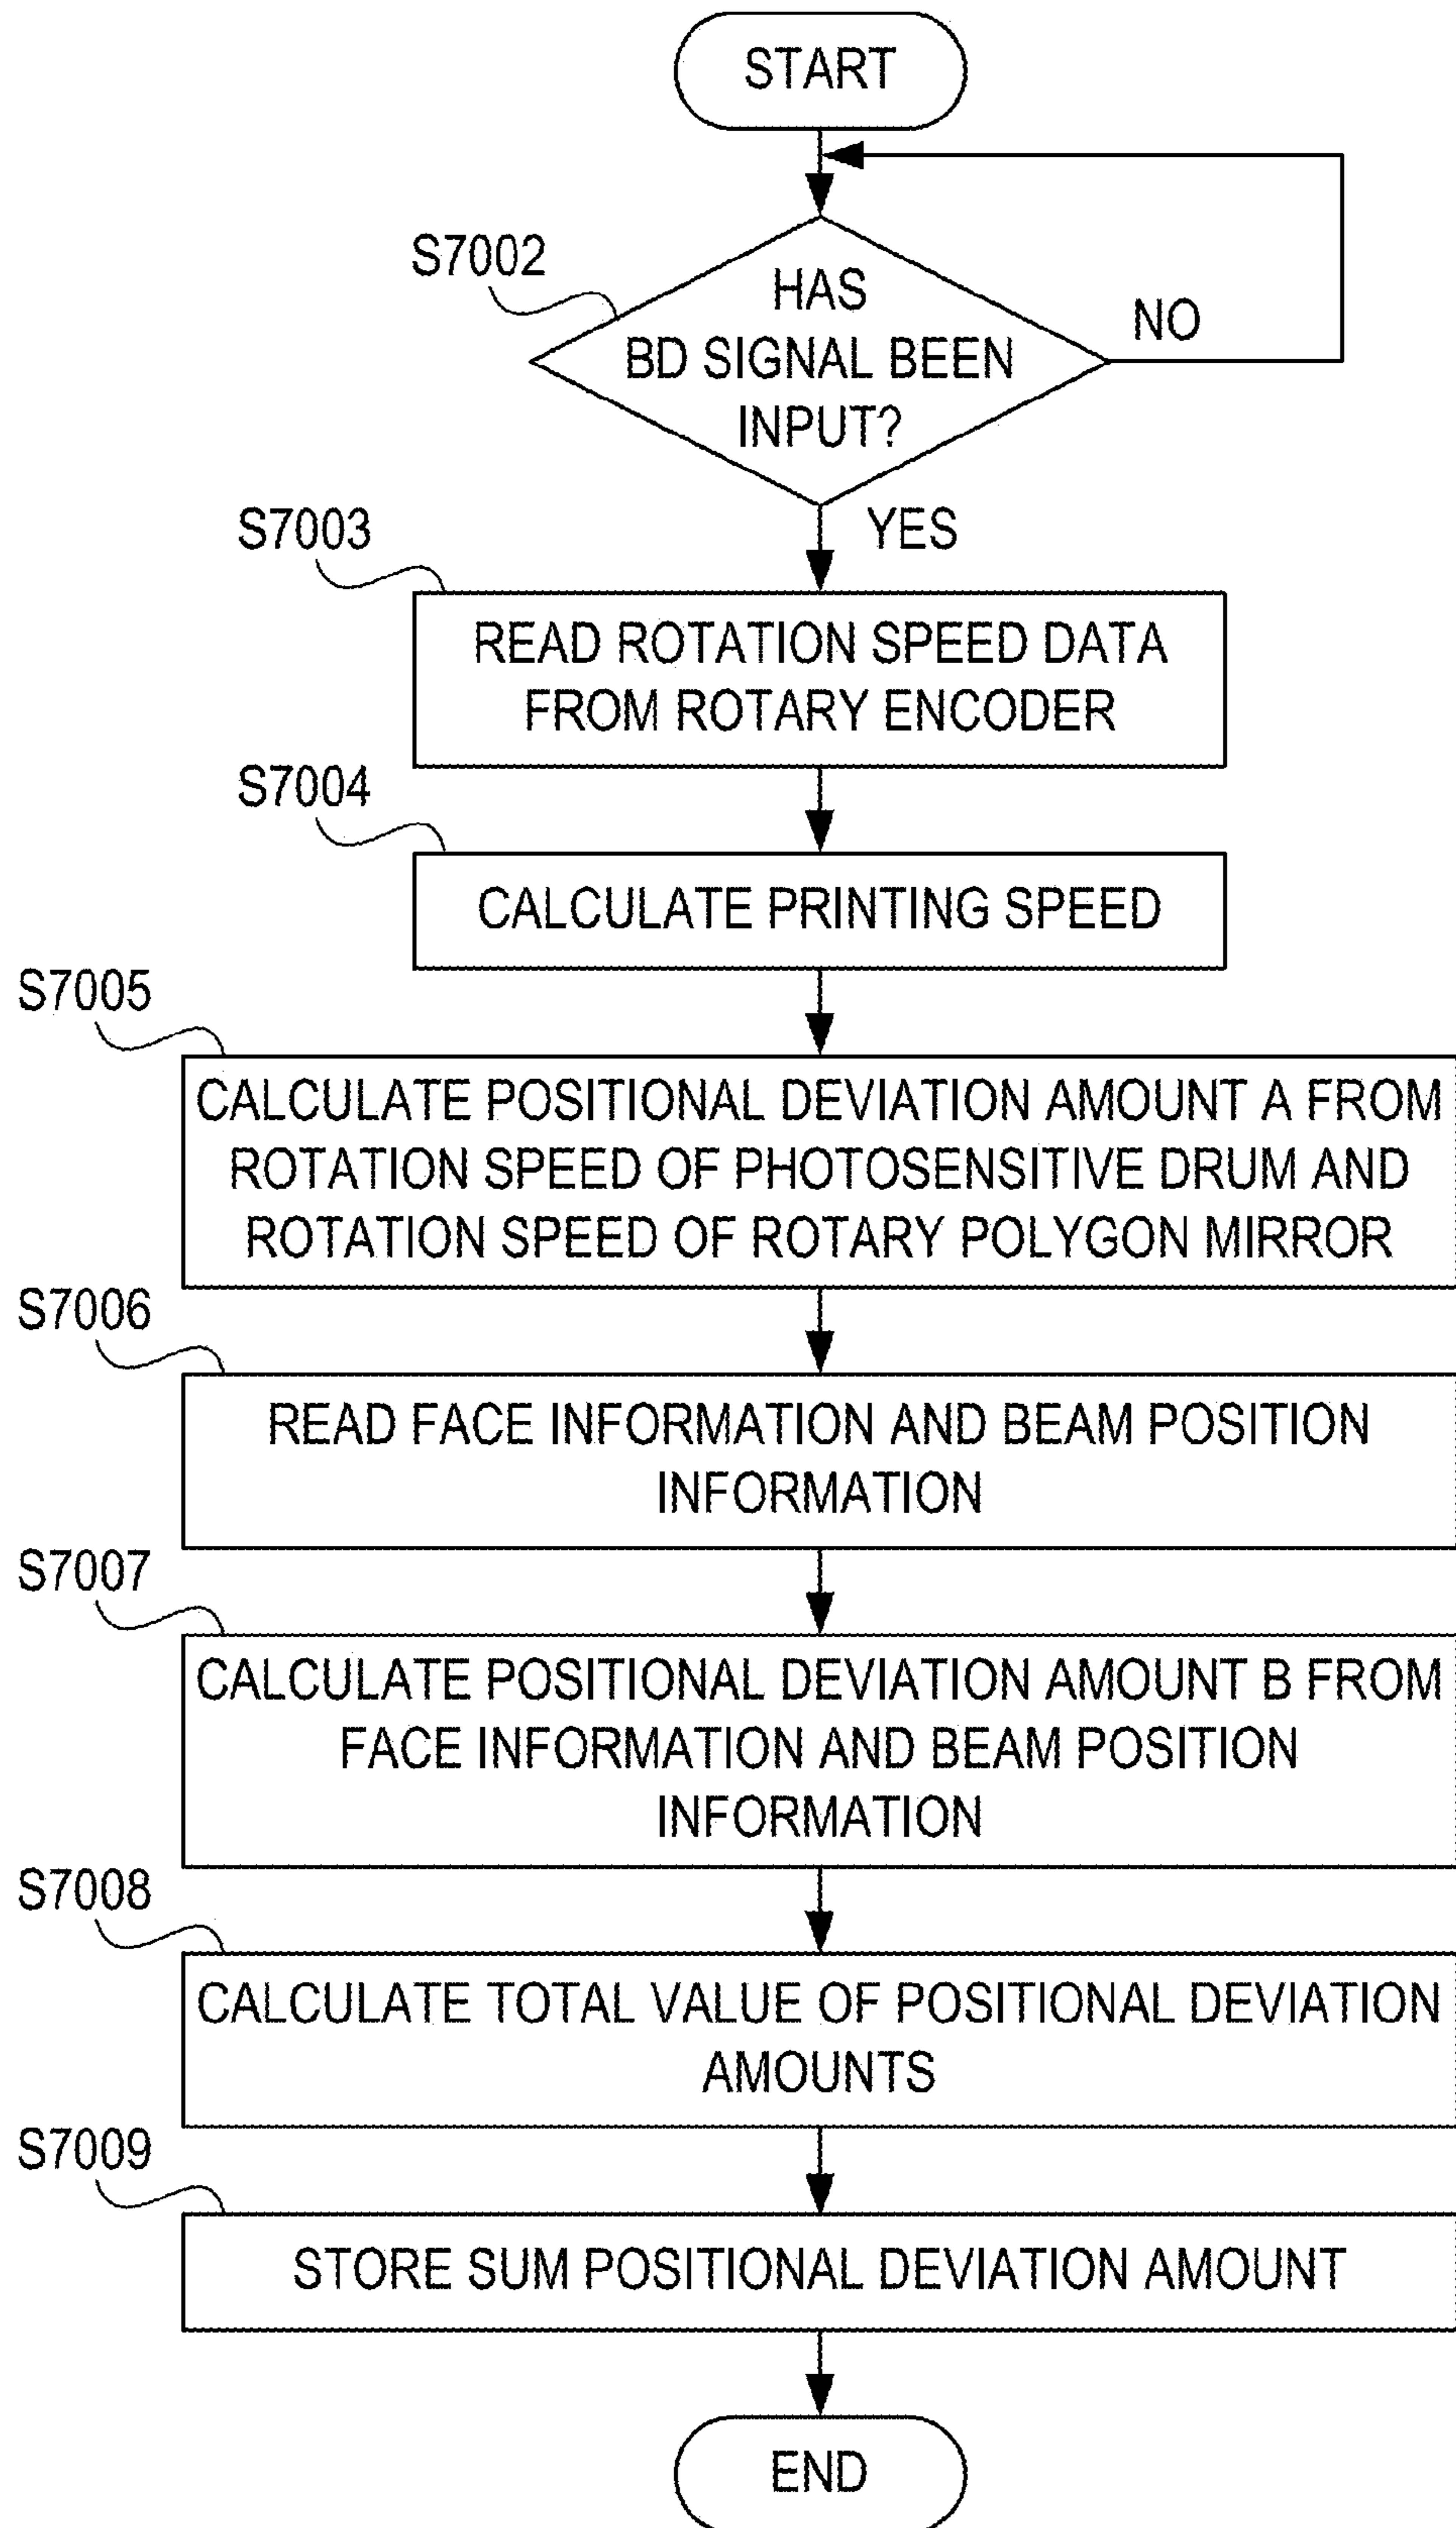 START
S7002
HAS
BD SIGNAL BEEN
INPUT?
NO
YES
S7003
READ ROTATION SPEED DATA
FROM ROTARY ENCODER
S7004
CALCULATE PRINTING SPEED
S7005
CALCULATE POSITIONAL DEVIATION AMOUNT A FROM
ROTATION SPEED OF PHOTOSENSITIVE DRUM AND
ROTATION SPEED OF ROTARY POLYGON MIRROR
S7006
READ FACE INFORMATION AND BEAM POSITION
INFORMATION
S7007
CALCULATE POSITIONAL DEVIATION AMOUNT B FROM
FACE INFORMATION AND BEAM POSITION
INFORMATION
S7008
CALCULATE TOTAL VALUE OF POSITIONAL DEVIATION
AMOUNTS
S7009
STORE SUM POSITIONAL DEVIATION AMOUNT
END